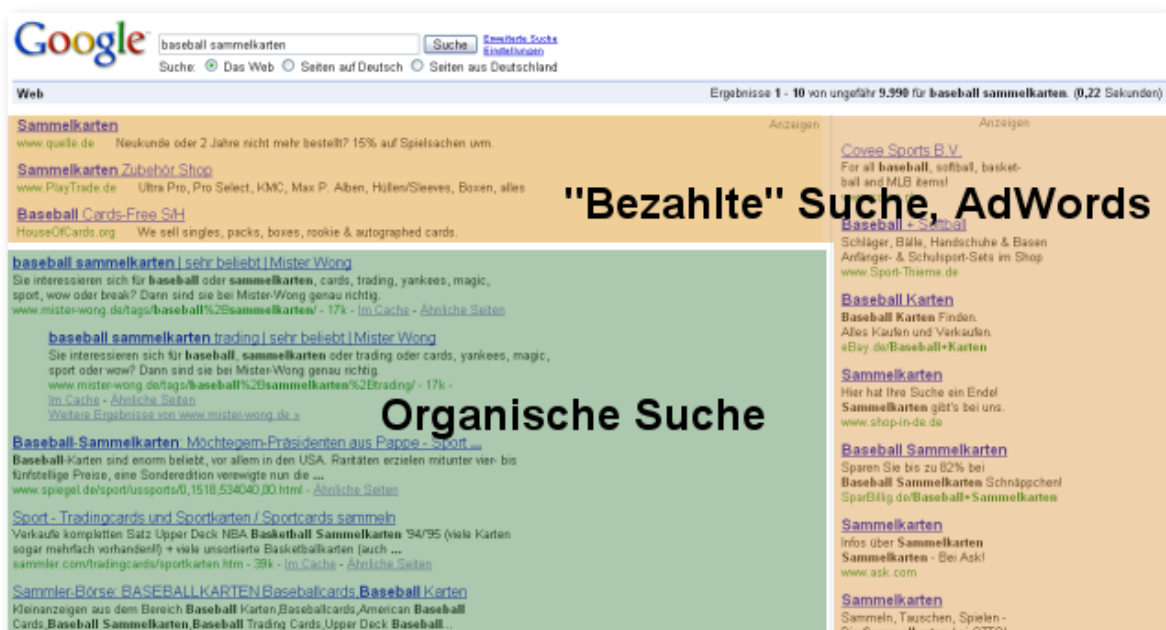 Google
baseball sammelkarten Suche Erweiterte Suche
Einstellungen
Suche: Das Web Seiten auf Deutsch Seiten aus Deutschland
Web Ergebnisse 1 - 10 von ungefähr 9.990 für baseball sammelkarten. (0,22 Sekunden)
Sammelkarten Anzeigen
www.quelle.de Neukunde oder 2 Jahre nicht mehr bestellt? 15% auf Spielsachen uvm.
Sammelkarten Zubehör Shop
www.PlayTrade.de Ultra Pro, Pro Select, KMC, Max P. Alben, Hüllen/Sleeves, Boxen, alles
Baseball Cards-Free S/H
HouseOfCards.org We sell singles, packs, boxes, rookie & autographed cards.
"Bezahlte" Suche, AdWords
baseball sammelkarten | sehr beliebt | Mister Wong
Sie interessieren sich für baseball oder sammelkarten, cards, trading, yankees, magic,
sport, wow oder break? Dann sind sie bei Mister-Wong genau richtig.
www.mister-wong.de/tags/baseball%2Bsammelkarten/ - 17k - Im Cache - Ähnliche Seiten
baseball sammelkarten trading | sehr beliebt | Mister Wong
Sie interessieren sich für baseball, sammelkarten oder trading oder cards, yankees, magic,
sport oder wow? Dann sind sie bei Mister-Wong genau richtig.
www.mister-wong.de/tags/baseball%2Bsammelkarten%2Btrading/ - 17k -
Im Cache - Ähnliche Seiten
Weitere Ergebnisse von www.mister-wong.de »
Organische Suche
Baseball-Sammelkarten: Möchtegern-Präsidenten aus Pappe - Sport ...
Baseball-Karten sind enorm beliebt, vor allem in den USA. Raritäten erzielen mitunter vier- bis
fünfstellige Preise, eine Sonderedition verewigte nun die ...
www.spiegel.de/sport/ussports/0,1518,534040,00.html - Ähnliche Seiten
Sport - Tradingcards und Sportkarten / Sportcards sammeln
Verkaufe kompletten Satz Upper Deck NBA Basketball Sammelkarten '94/'95 (viele Karten
sogar mehrfach vorhanden!!) + viele unsortierte Basketballkarten (auch ...
sammler.com/tradingcards/sportkarten.htm - 39k - Im Cache - Ähnliche Seiten
Sammler-Börse: BASEBALLKARTEN,Baseballcards,Baseball Karten
Kleinanzeigen aus dem Bereich Baseball Karten,Baseballcards,American Baseball
Cards,Baseball Sammelkarten,Baseball Trading Cards,Upper Deck Baseball...
Anzeigen
Covee Sports B.V.
For all baseball, softball, basket-
ball and MLB items!
Baseball + Softball
Schläger, Bälle, Handschuhe & Basen
Anfänger- & Schulsport-Sets im Shop
www.Sport-Thieme.de
Baseball Karten
Baseball Karten Finden.
Alles Kaufen und Verkaufen.
eBay.de/Baseball+Karten
Sammelkarten
Hier hat Ihre Suche ein Ende!
Sammelkarten gibt's bei uns.
www.shop-in-de.de
Baseball Sammelkarten
Sparen Sie bis zu 82% bei
Baseball Sammelkarten Schnäppchen!
SparBillig.de/Baseball+Sammelkarten
Sammelkarten
Infos über Sammelkarten
Sammelkarten - Bei Ask!
www.ask.com
Sammelkarten
Sammeln, Tauschen, Spielen -